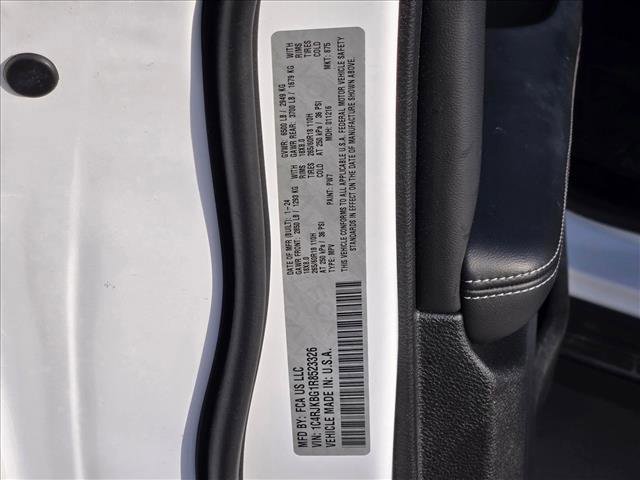 MFD BY: FCA US LLC
VIN: 1C4RJKBG1R8523326
VEHICLE MADE IN: U.S.A.
DATE OF MFR (BUILT): 1-24
GAWR FRONT: 2850 LB / 1293 KG WITH
18X8.0 RIMS
265/60R18 110H TIRES
AT 250 kPa / 36 PSI COLD
TYPE: MPV
GVWR: 6500 LB / 2949 KG
GAWR REAR: 3700 LB / 1679 KG WITH
18X8.0 RIMS
265/60R18 110H TIRES
AT 250 kPa / 36 PSI COLD
MDH: 011216 MKT: 875
PAINT: PW7
THIS VEHICLE CONFORMS TO ALL APPLICABLE U.S.A. FEDERAL MOTOR VEHICLE SAFETY
STANDARDS IN EFFECT ON THE DATE OF MANUFACTURE SHOWN ABOVE.